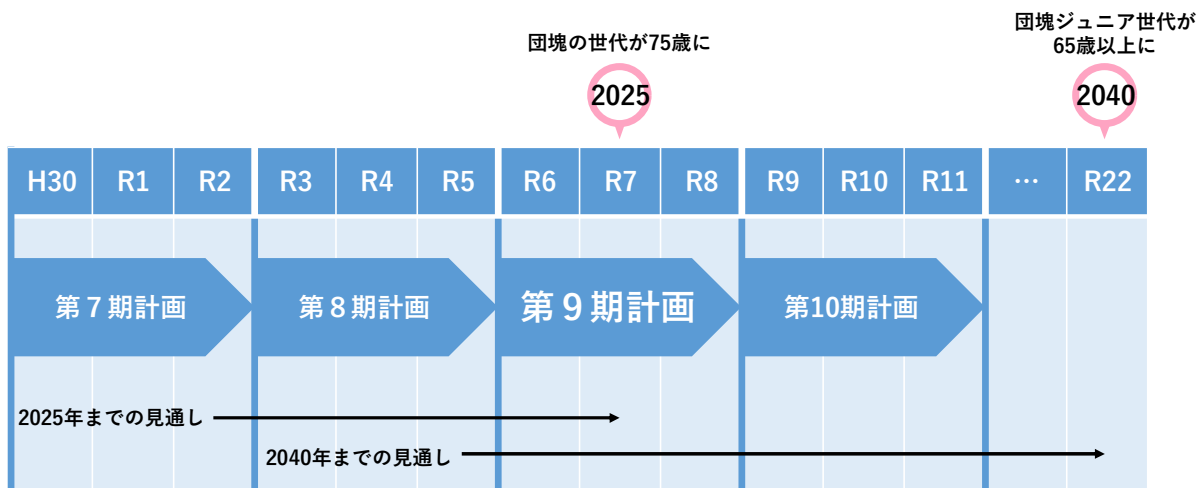 団塊の世代が75歳に
団塊ジュニア世代が
65歳以上に
2025
2040
H30 R1 R2 R3 R4 R5 R6 R7 R8 R9 R10 R11 … R22
第７期計画 第８期計画 第９期計画 第10期計画
2025年までの見通し
2040年までの見通し